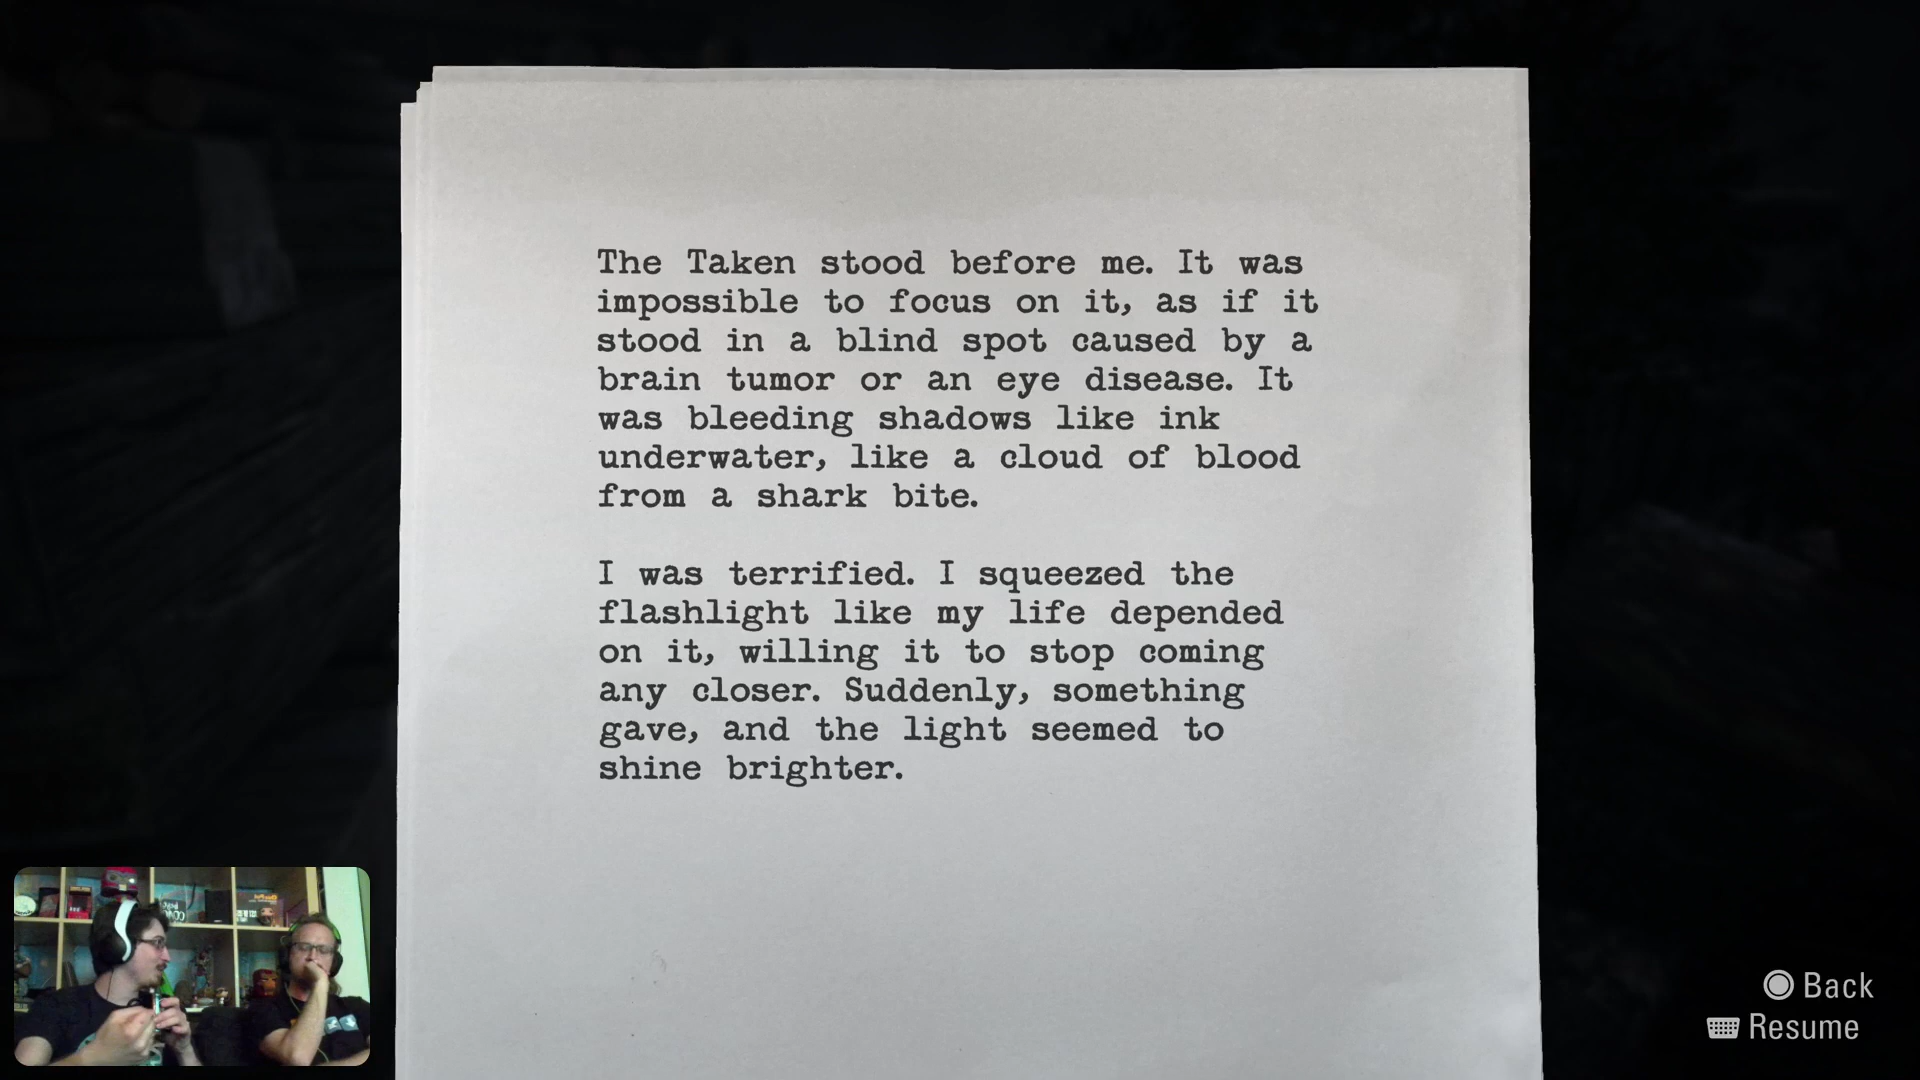 The Taken stood before me. It was
impossible to focus on it, as if it
stood in a blind spot caused by a
brain tumor or an eye disease. It
was bleeding shadows like ink
underwater, like a cloud of blood
from a shark bite.
I was terrified. I squeezed the
flashlight like my life depended
on it, willing it to stop coming
any closer. Suddenly, something
gave, and the light seemed to
shine brighter.
Back
Resume